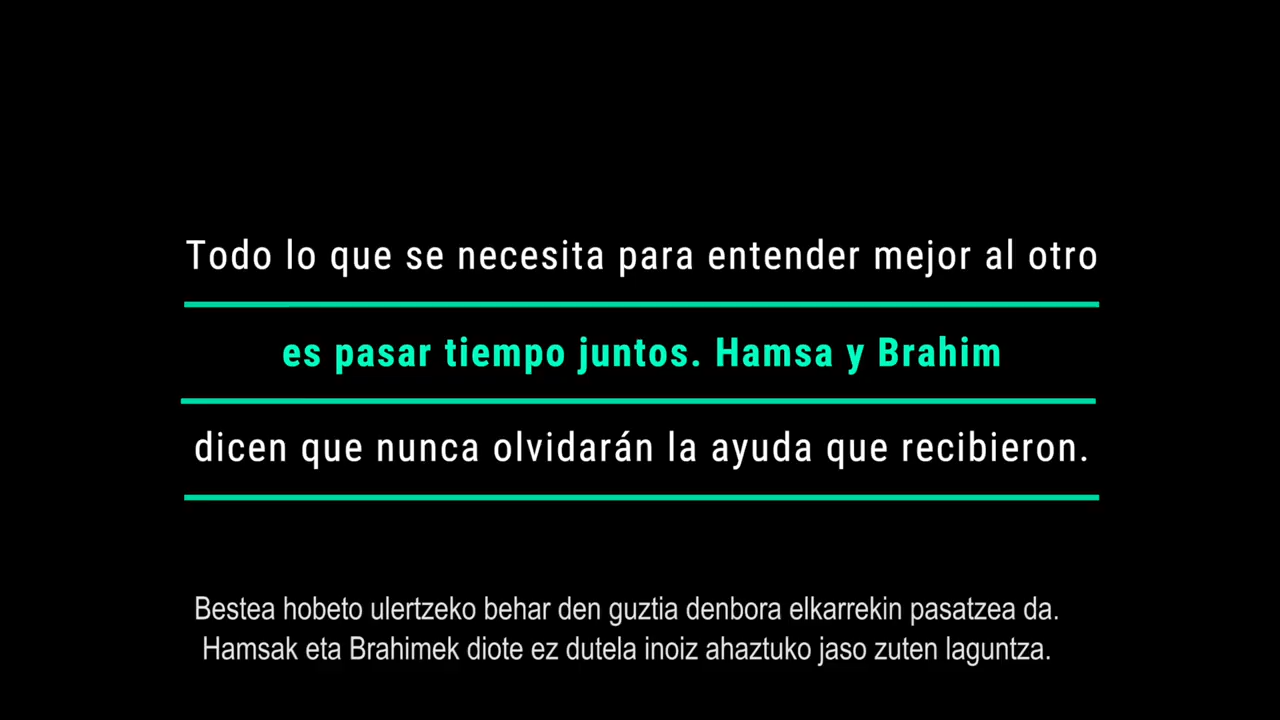 Todo lo que se necesita para entender mejor al otro
es pasar tiempo juntos. Hamsa y Brahim
dicen que nunca olvidarán la ayuda que recibieron.
Bestea hobeto ulertzeko behar den guztia denbora elkarrekin pasatzea da.
Hamsak eta Brahimek diote ez dutela inoiz ahaztuko jaso zuten laguntza.